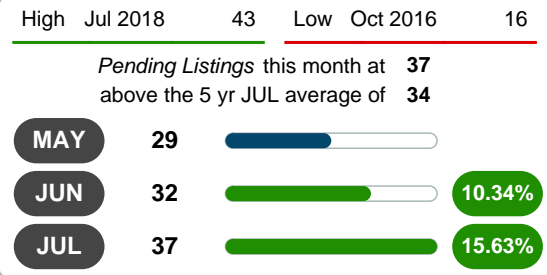 High Jul 2018 43 Low Oct 2016 16
Pending Listings this month at 37
above the 5 yr JUL average of 34
MAY 29
JUN 32 10.34%
JUL 37 15.63%